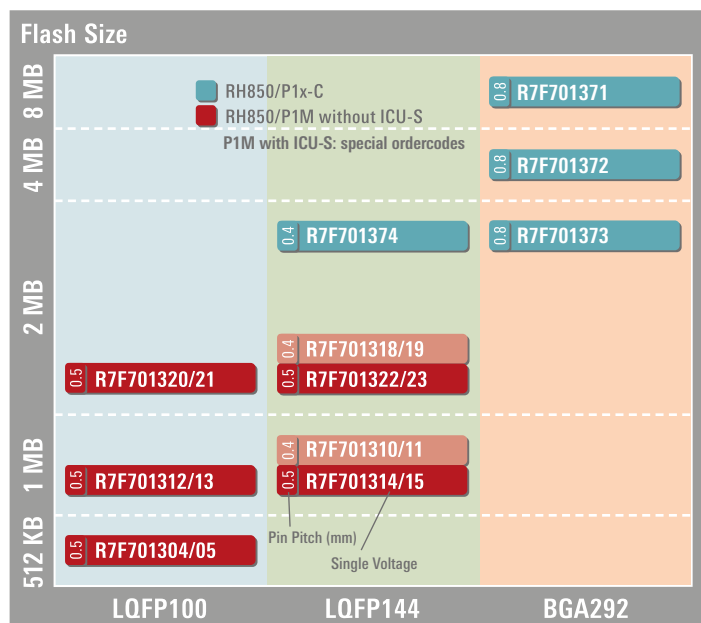 Flash Size
8 MB
RH850/P1x-C
0.8 R7F701371
RH850/P1M without ICU-S
P1M with ICU-S: special ordercodes
4 MB
0.8 R7F701372
2 MB
0.4 R7F701374
0.8 R7F701373
0.4 R7F701318/19
0.5 R7F701320/21
0.5 R7F701322/23
1 MB
0.4 R7F701310/11
0.5 R7F701312/13
0.5 R7F701314/15
Pin Pitch (mm)
Single Voltage
512 KB
0.5 R7F701304/05
LQFP100
LQFP144
BGA292